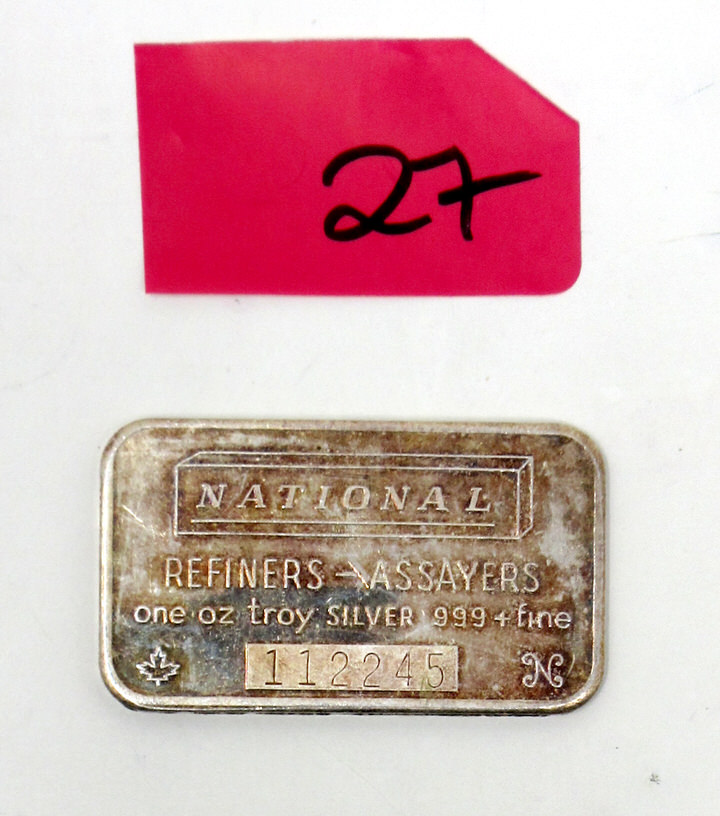 27
NATIONAL
REFINERS - ASSAYERS
one oz troy SILVER 999+ fine
112245 N